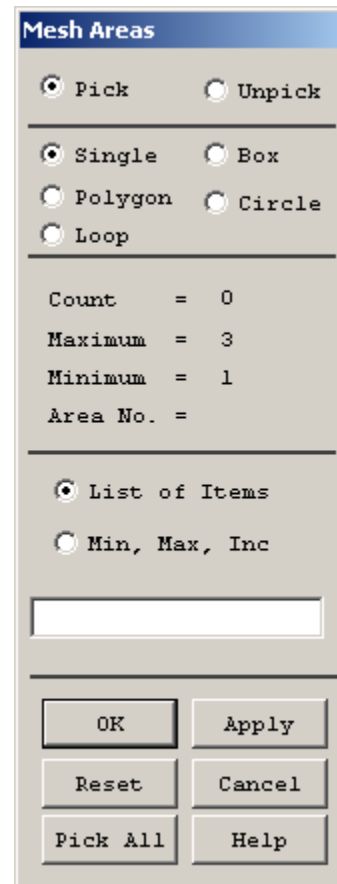 Mesh Areas
Pick Unpick
Single Box
Polygon Circle
Loop
Count = 0
Maximum = 3
Minimum = 1
Area No. =
List of Items
Min, Max, Inc
OK Apply
Reset Cancel
Pick All Help